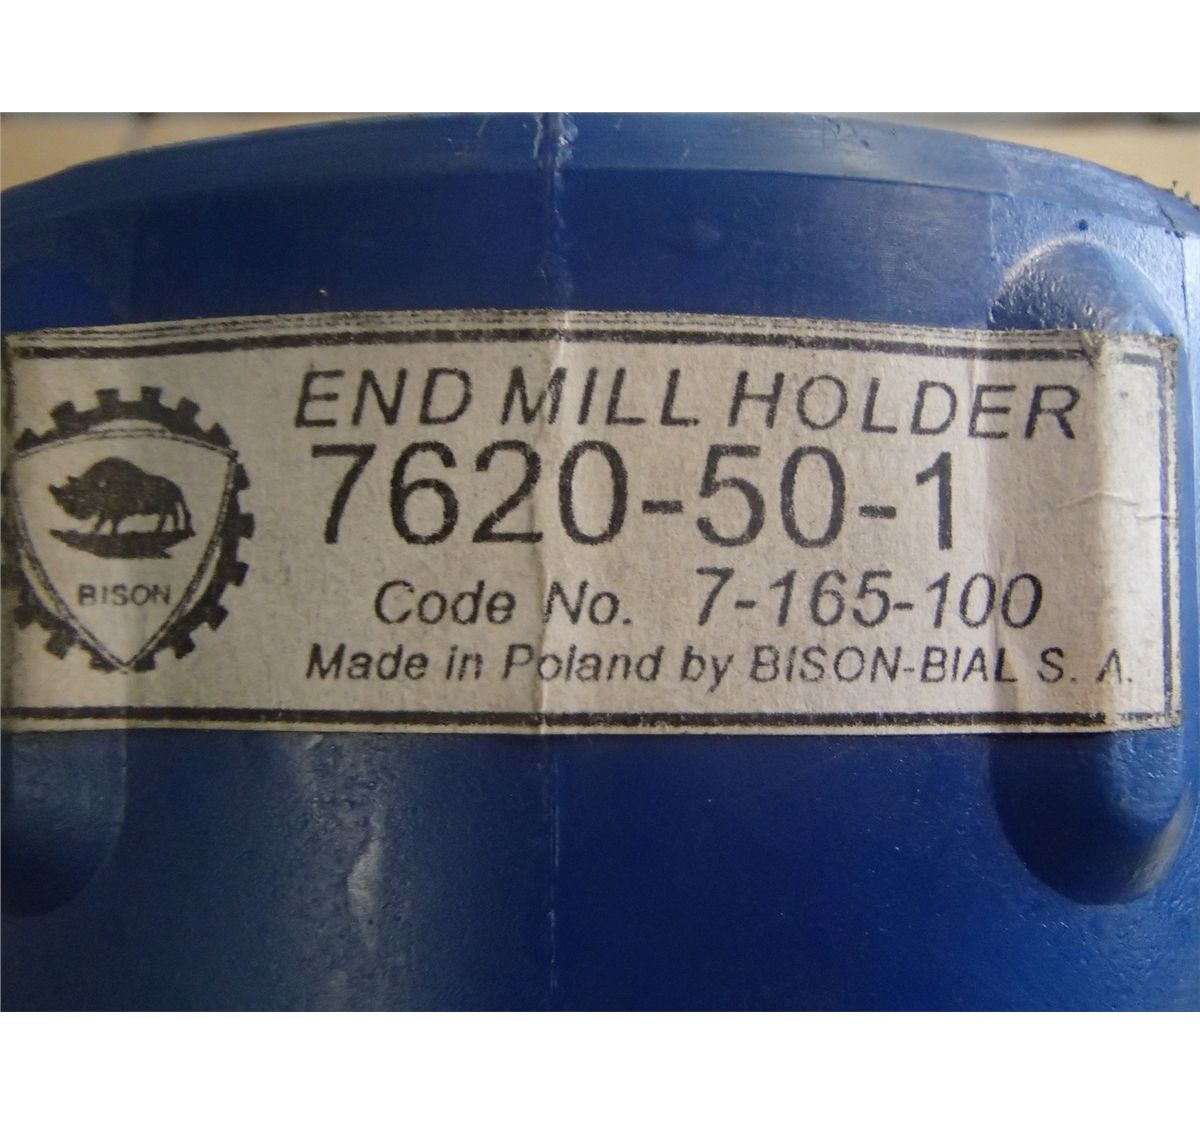 END MILL HOLDER
7620-50-1
BISON
Code No. 7-165-100
Made in Poland by BISON-BIAL S. A.